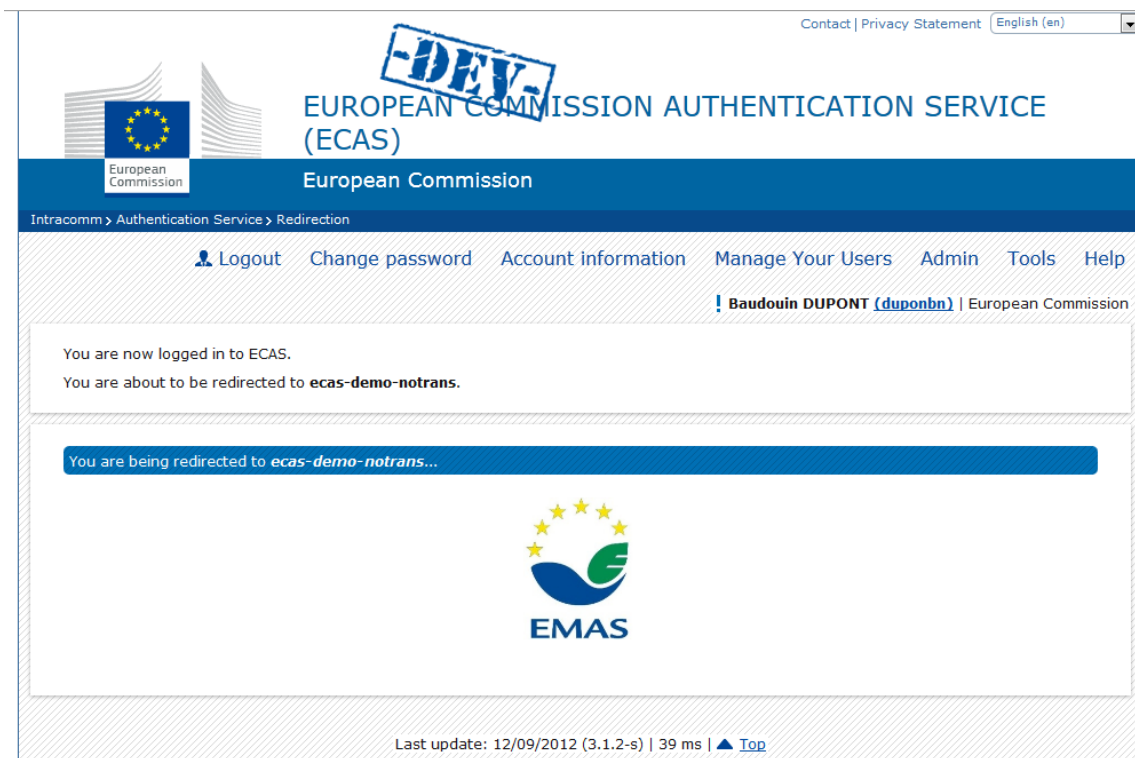 Contact | Privacy Statement English (en)
-DEV-
EUROPEAN COMMISSION AUTHENTICATION SERVICE
(ECAS)
European
Commission
European Commission
Intracomm > Authentication Service > Redirection
Logout Change password Account information Manage Your Users Admin Tools Help
! Baudouin DUPONT (duponbn) | European Commission
You are now logged in to ECAS.
You are about to be redirected to ecas-demo-notrans.
You are being redirected to ecas-demo-notrans...
EMAS
Last update: 12/09/2012 (3.1.2-s) | 39 ms | ▲ Top